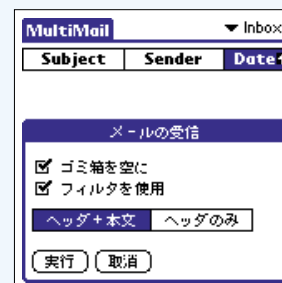 MultiMail ▼ Inbox
Subject Sender Date
メールの受信
☑ ゴミ箱を空に
☑ フィルタを使用
ヘッダ+本文 ヘッダのみ
実行 取消